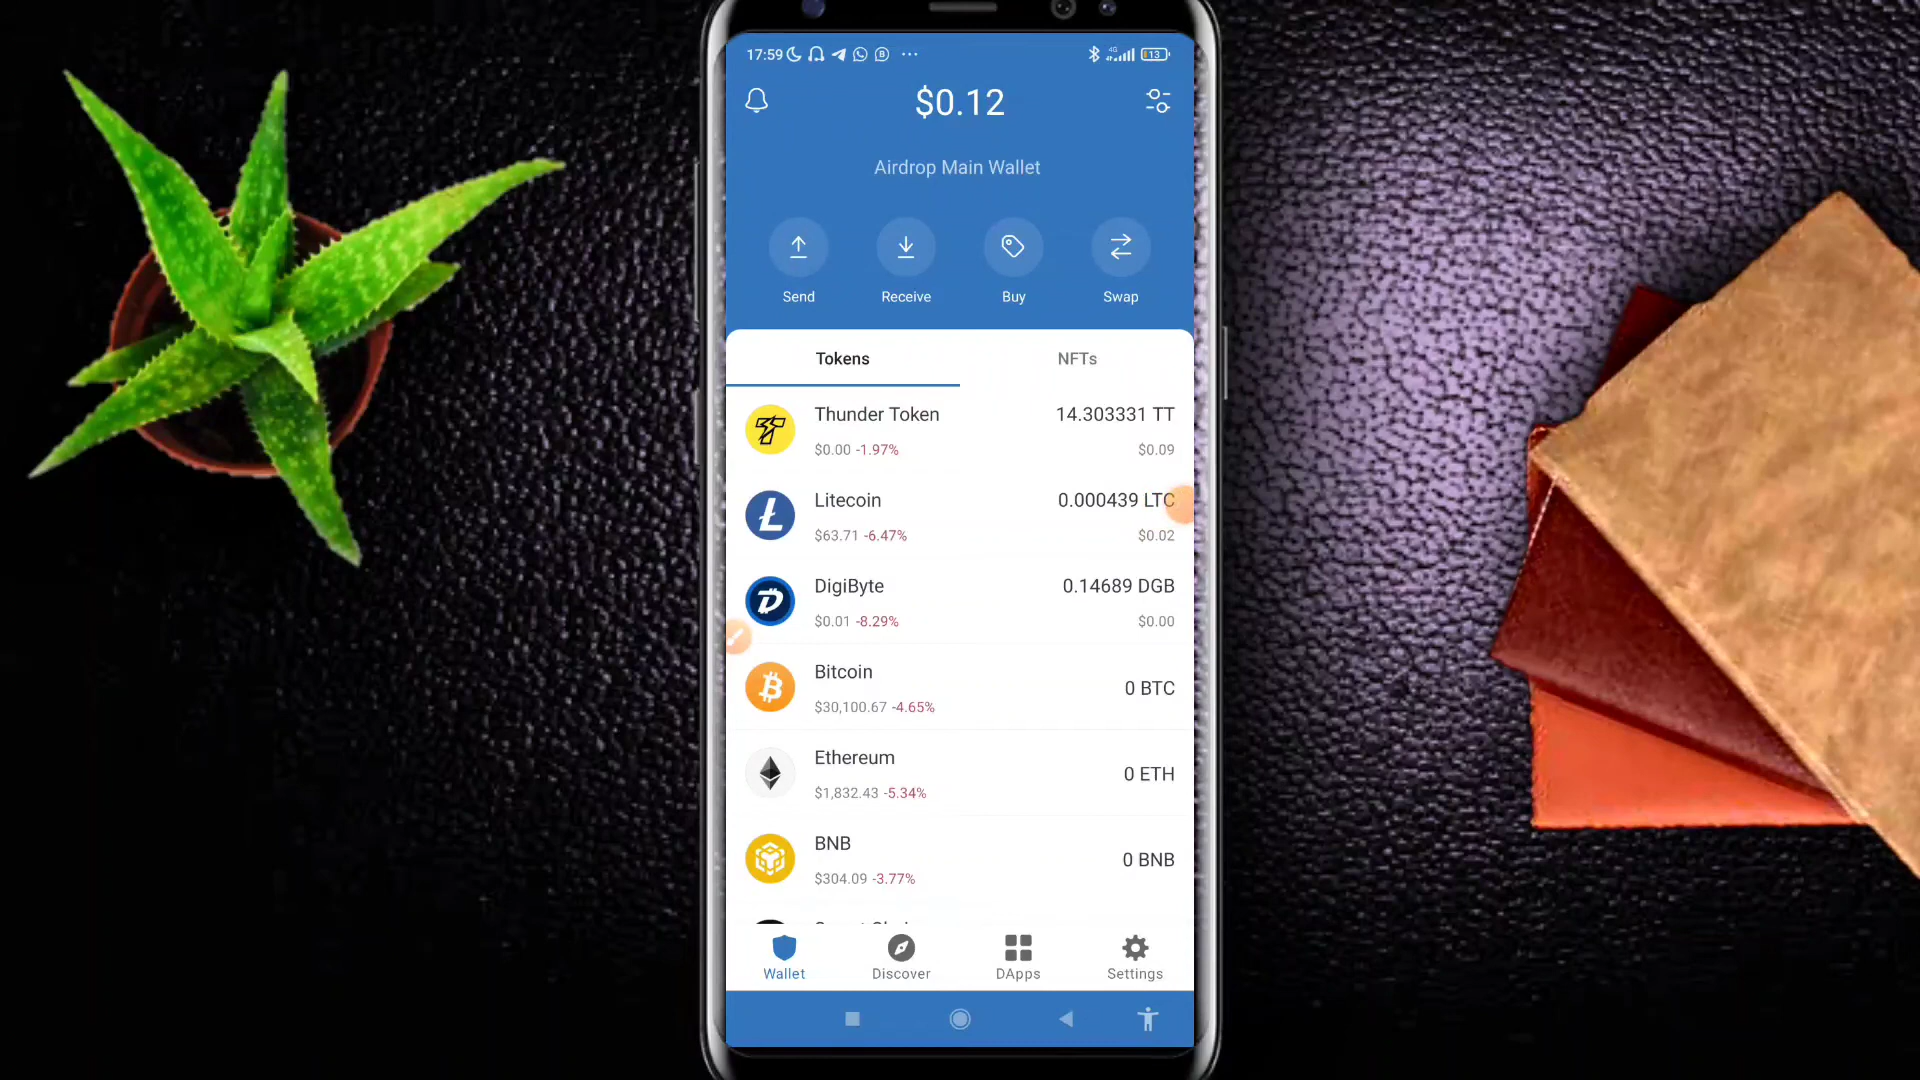 17:59
4G
13
$0.12
Airdrop Main Wallet
Send Receive Buy Swap
Tokens NFTs
Thunder Token 14.303331 TT
$0.00 -1.97% $0.09
Litecoin 0.000439 LTC
$63.71 -6.47% $0.02
DigiByte 0.14689 DGB
$0.01 -8.29% $0.00
Bitcoin
0 BTC
$30,100.67 -4.65%
Ethereum
0 ETH
$1,832.43 -5.34%
BNB
0 BNB
$304.09 -3.77%
Wallet Discover DApps Settings